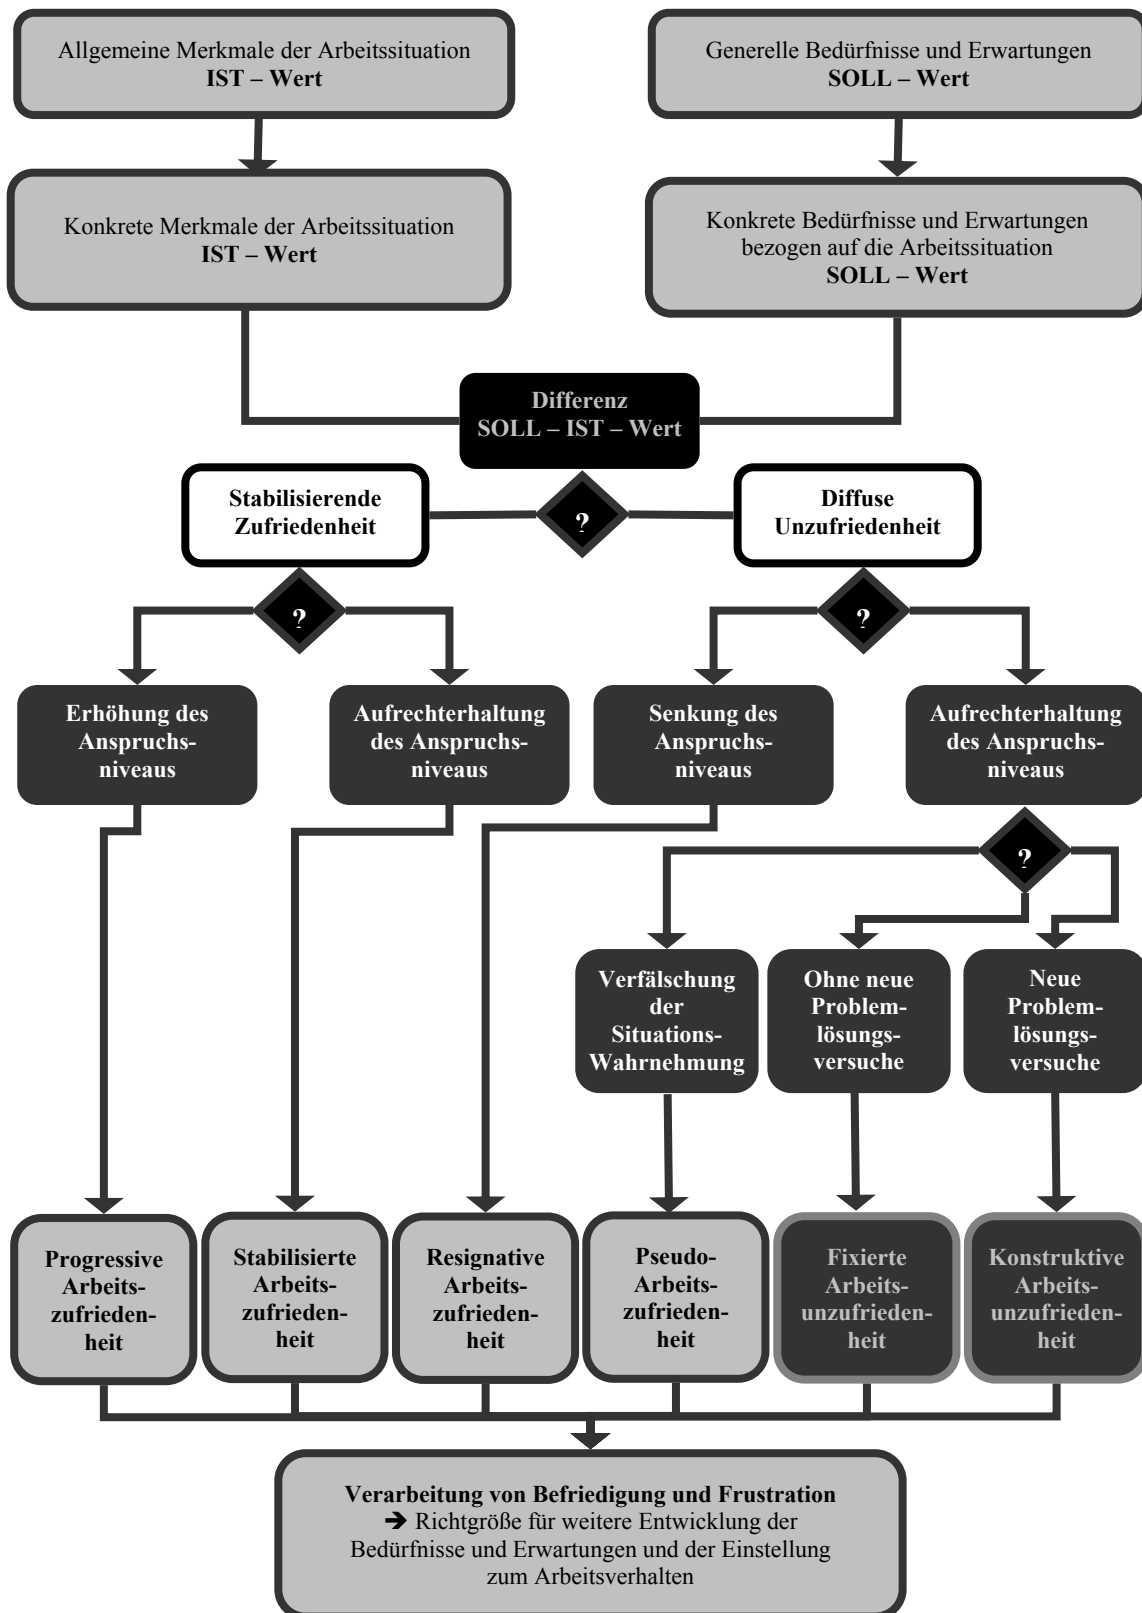 Allgemeine Merkmale der Arbeitssituation
IST – Wert
Generelle Bedürfnisse und Erwartungen
SOLL – Wert
Konkrete Merkmale der Arbeitssituation
IST – Wert
Konkrete Bedürfnisse und Erwartungen
bezogen auf die Arbeitssituation
SOLL – Wert
Differenz
SOLL – IST – Wert
Stabilisierende
Zufriedenheit
?
Diffuse
Unzufriedenheit
?
?
Erhöhung des
Anspruchs-
niveaus
Aufrechterhaltung
des Anspruchs-
niveaus
Senkung des
Anspruchs-
niveaus
Aufrechterhaltung
des Anspruchs-
niveaus
?
Verfälschung
der
Situations-
Wahrnehmung
Ohne neue
Problem-
lösungs-
versuche
Neue
Problem-
lösungs-
versuche
Progressive
Arbeits-
zufrieden-
heit
Stabilisierte
Arbeits-
zufrieden-
heit
Resignative
Arbeits-
zufrieden-
heit
Pseudo-
Arbeits-
zufrieden-
heit
Fixierte
Arbeits-
unzufrieden-
heit
Konstruktive
Arbeits-
unzufrieden-
heit
Verarbeitung von Befriedigung und Frustration
➔ Richtgröße für weitere Entwicklung der
Bedürfnisse und Erwartungen und der Einstellung
zum Arbeitsverhalten